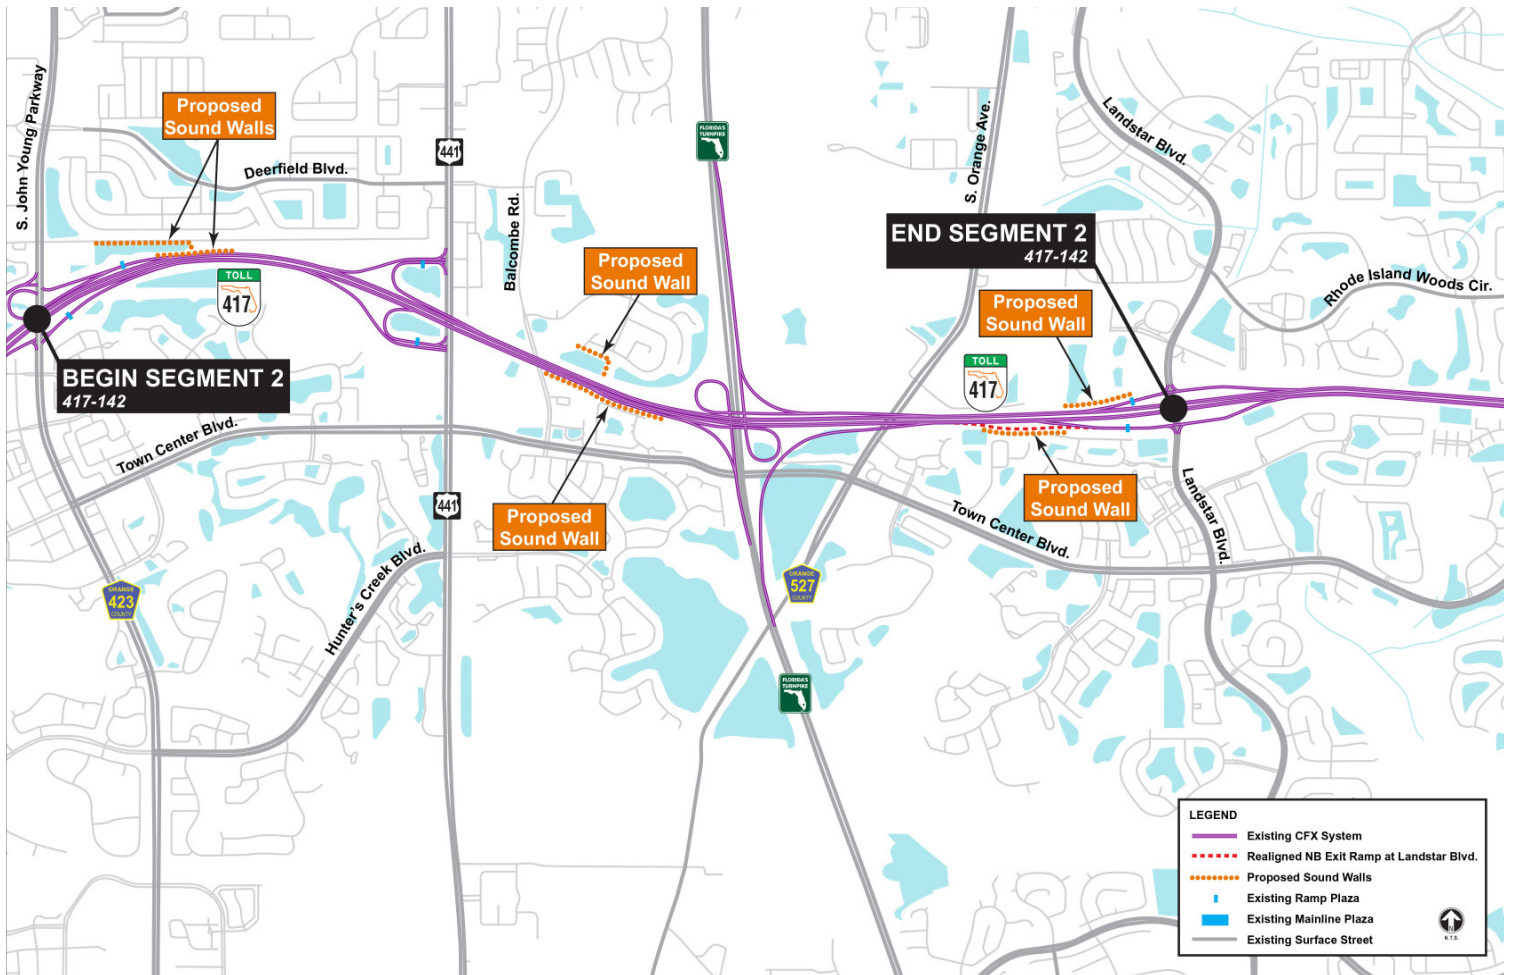 S. John Young Parkway
Proposed
Sound Walls
Deerfield Blvd.
441
FLORIDA'S
TURNPIKE
S. Orange Ave.
Landstar Blvd.
Balcombe Rd.
END SEGMENT 2
417-142
Rhode Island Woods Cir.
TOLL
417
Proposed
Sound Wall
Proposed
Sound Wall
BEGIN SEGMENT 2
417-142
TOLL
417
Town Center Blvd.
441
Proposed
Sound Wall
Proposed
Sound Wall
Landstar Blvd.
Town Center Blvd.
Hunter's Creek Blvd.
ORANGE
423
COUNTY
ORANGE
527
COUNTY
FLORIDA'S
TURNPIKE
LEGEND
Existing CFX System
Realigned NB Exit Ramp at Landstar Blvd.
Proposed Sound Walls
Existing Ramp Plaza
Existing Mainline Plaza
Existing Surface Street
N
N.T.S.